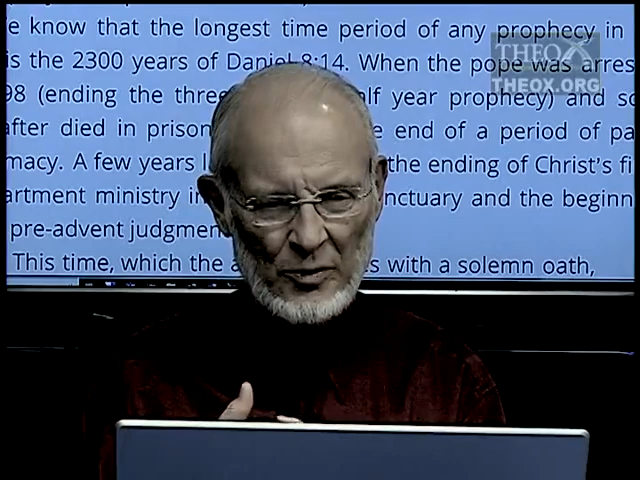 e know that the longest time period of any prophecy in
is the 2300 years of Daniel 8:14. When the pope was arres
98 (ending the three lf year prophecy) and so
after died in prison e end of a period of pa
macy. A few years l the ending of Christ's fi
artment ministry in nctuary and the beginn
pre-advent judgmen
This time, which the a s with a solemn oath,
THEOX
THEOX.ORG